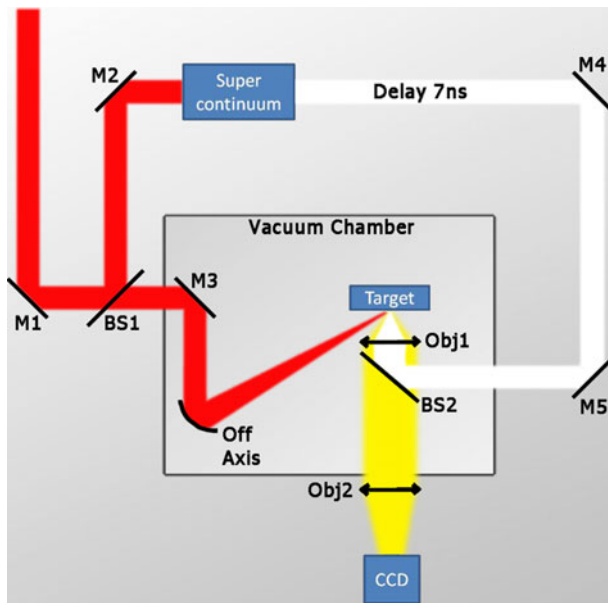 M2
Super
continuum
Delay 7ns
M4
Vacuum Chamber
M3
Target
M1
BS1
Obj1
BS2
M5
Off
Axis
Obj2
CCD